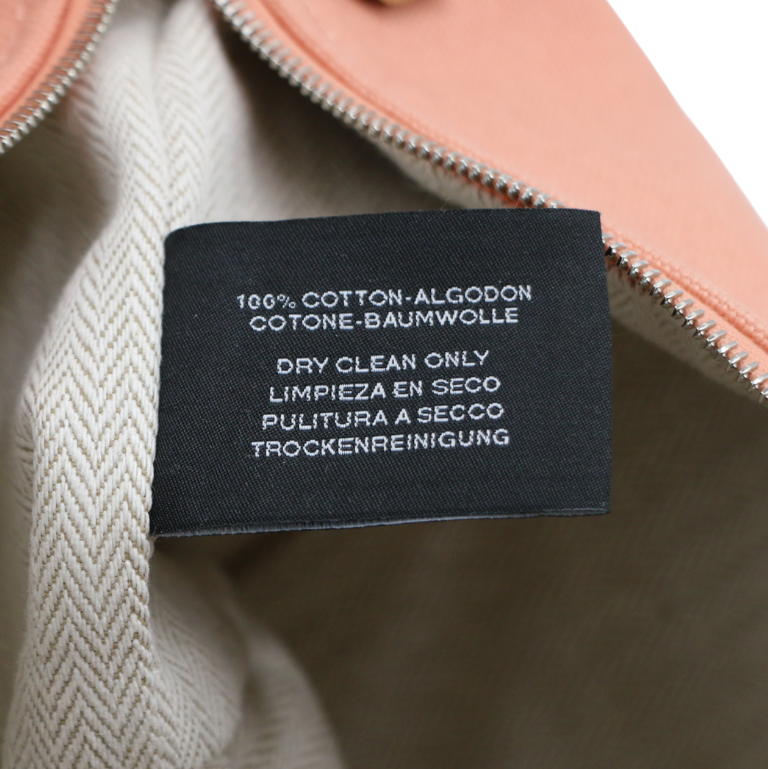 100% COTTON-ALGODON
COTONE-BAUMWOLLE
DRY CLEAN ONLY
LIMPIEZA EN SECO
PULITURA A SECCO
TROCKENREINIGUNG